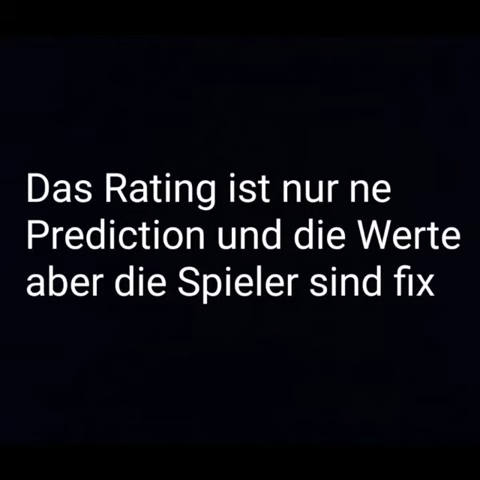 Das Rating ist nur ne
Prediction und die Werte
aber die Spieler sind fix